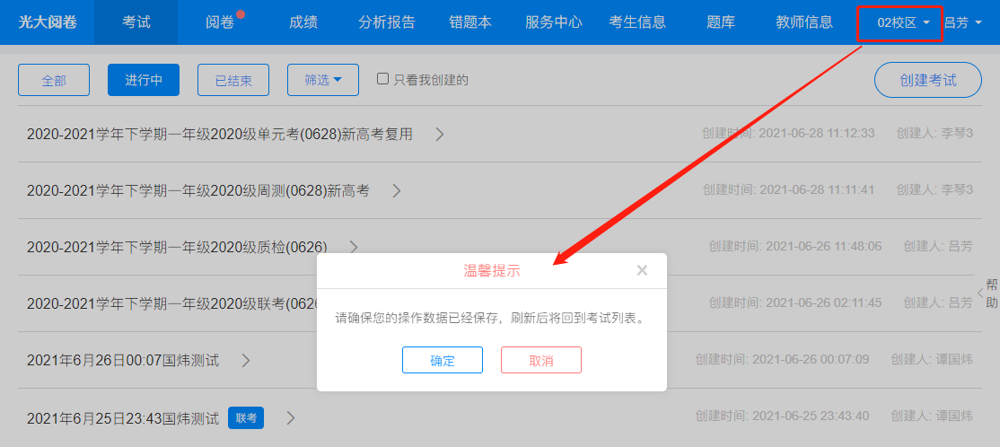 光大阅卷 考试 阅卷 成绩 分析报告 错题本 服务中心 考生信息 题库 教师信息 02校区 吕芳
全部 进行中 已结束 筛选 只看我创建的 创建考试
2020-2021学年下学期一年级2020级单元考(0628)新高考复用 创建时间: 2021-06-28 11:12:33 创建人: 李琴3
2020-2021学年下学期一年级2020级周测(0628)新高考 创建时间: 2021-06-28 11:11:41 创建人: 李琴3
2020-2021学年下学期一年级2020级质检(0626) 创建时间: 2021-06-26 11:48:06 创建人: 吕芳
温馨提示
2020-2021学年下学期一年级2020级联考(062 创建时间: 2021-06-26 02:11:45 创建人: 吕芳
帮助
请确保您的操作数据已经保存，刷新后将回到考试列表。
确定 取消
2021年6月26日00:07国炜测试 创建时间: 2021-06-26 00:07:09 创建人: 谭国炜
2021年6月25日23:43国炜测试 联考 创建时间: 2021-06-25 23:43:40 创建人: 谭国炜